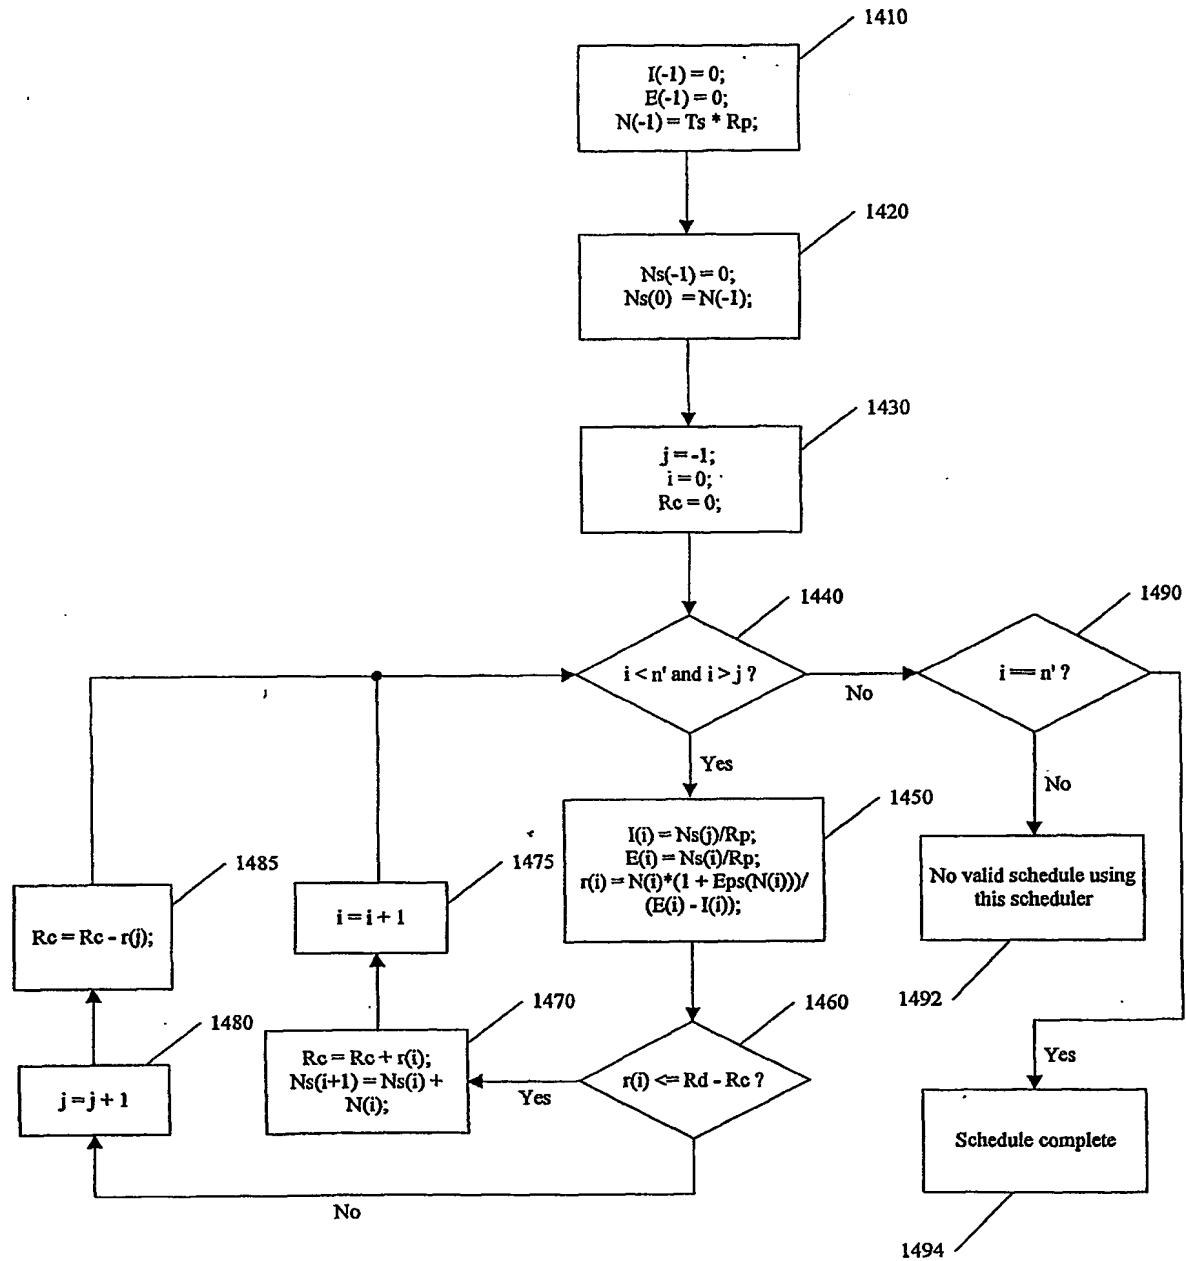 1410
I(-1) = 0;
E(-1) = 0;
N(-1) = Ts * Rp;
1420
Ns(-1) = 0;
Ns(0) = N(-1);
1430
j = -1;
i = 0;
Rc = 0;
1440
i < n' and i > j ?
No
Yes
1490
i == n' ?
No
Yes
1450
I(i) = Ns(j)/Rp;
E(i) = Ns(i)/Rp;
r(i) = N(i)*(1 + Eps(N(i)))/
(E(i) - I(i));
1485
Rc = Rc - r(j);
1475
i = i + 1
No valid schedule using
this scheduler
1492
1480
j = j + 1
1470
Rc = Rc + r(i);
Ns(i+1) = Ns(i) +
N(i);
1460
r(i) <= Rd - Rc ?
Yes
No
Schedule complete
1494